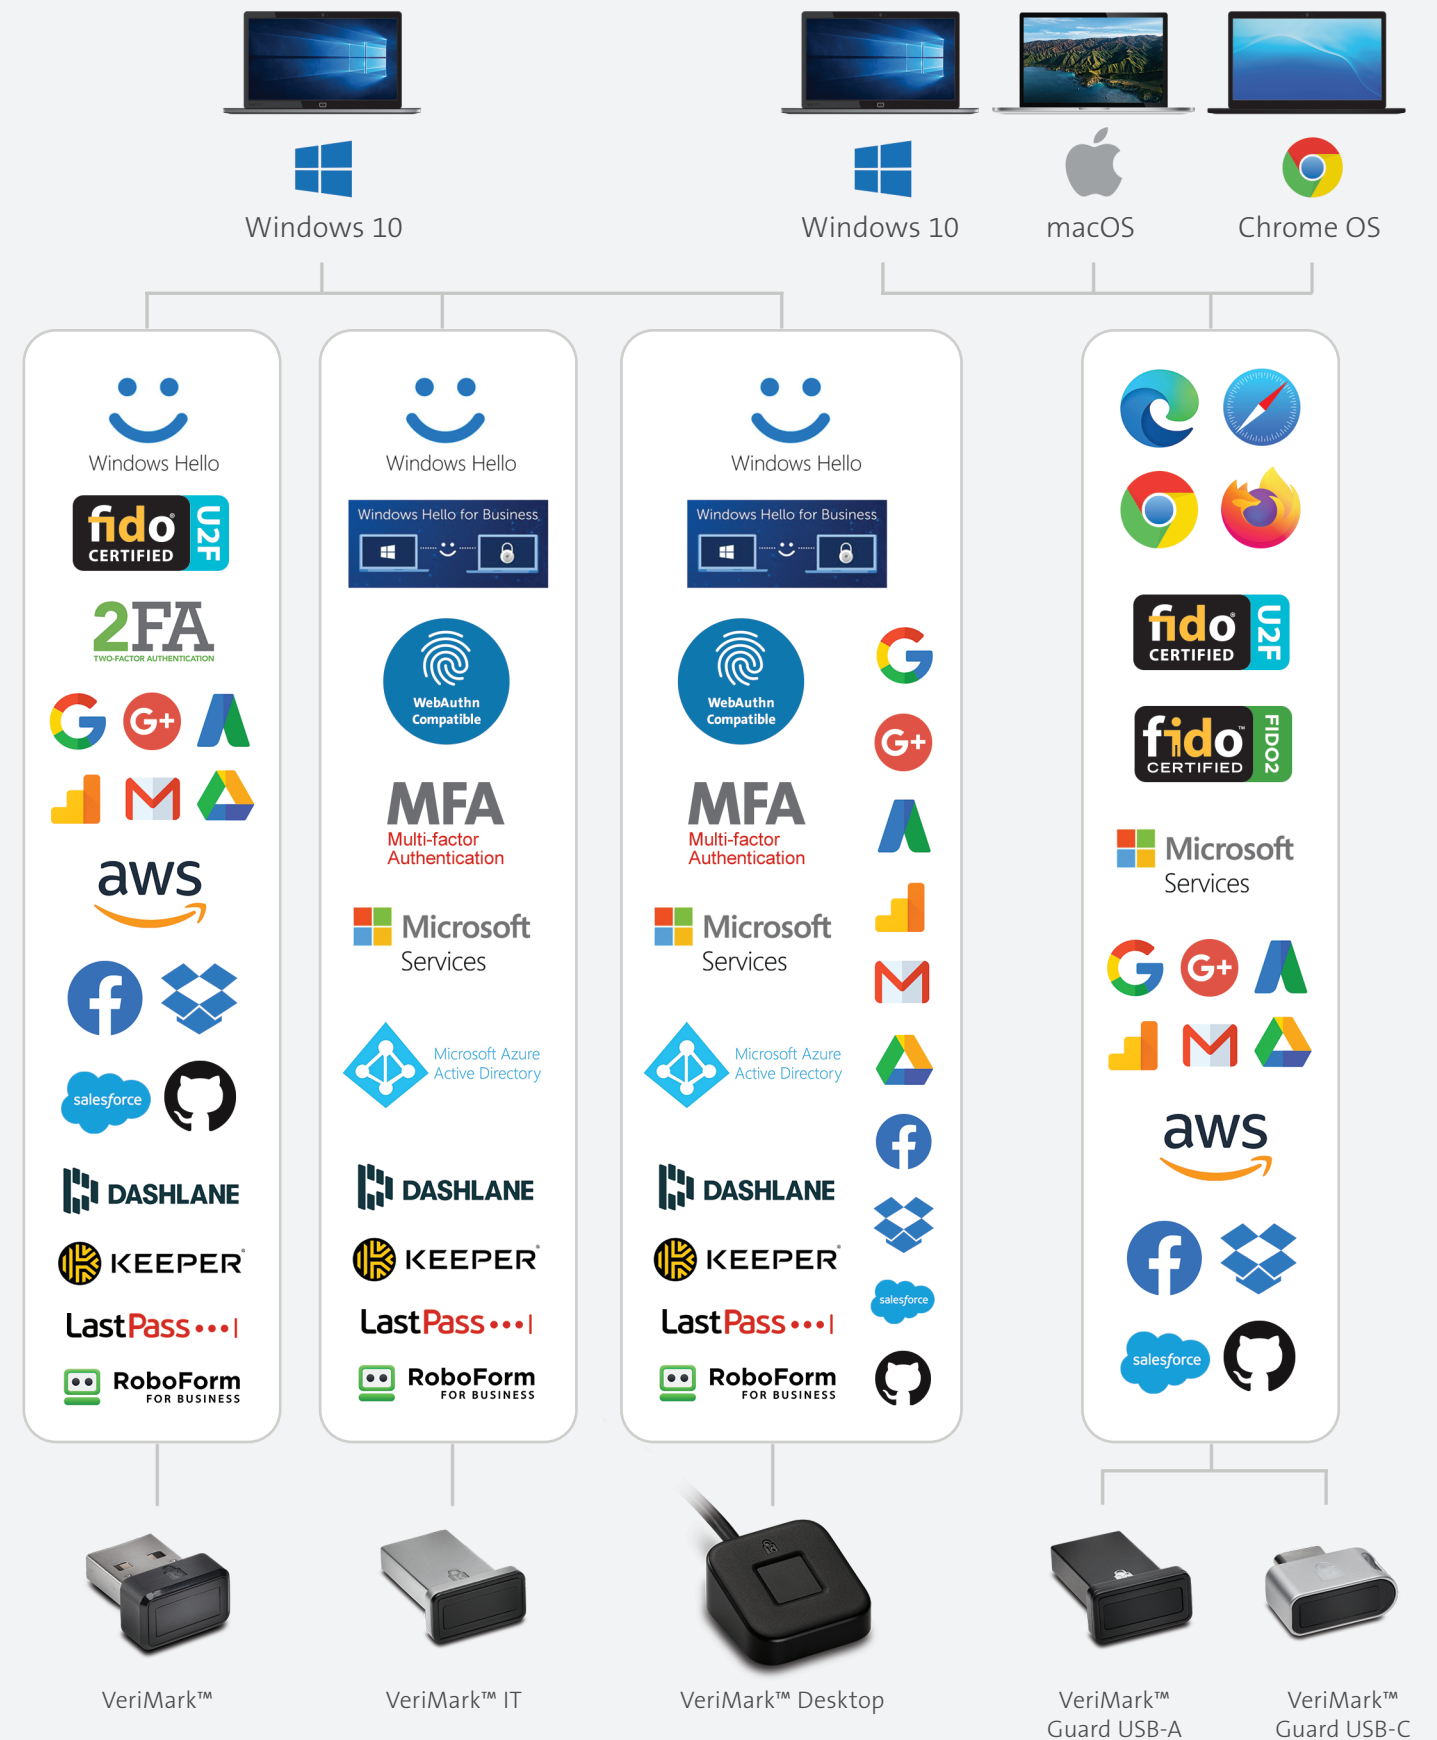 Windows 10
Windows 10
macOS
Chrome OS
Windows Hello
fido®
CERTIFIED
U2F
2FA
TWO-FACTOR AUTHENTICATION
G+
aws
salesforce
DASHLANE
KEEPER®
LastPass
RoboForm
FOR BUSINESS
Windows Hello
Windows Hello for Business
WebAuthn
Compatible
MFA
Multi-factor
Authentication
Microsoft
Services
Microsoft Azure
Active Directory
DASHLANE
KEEPER®
LastPass
RoboForm
FOR BUSINESS
Windows Hello
Windows Hello for Business
WebAuthn
Compatible
MFA
Multi-factor
Authentication
Microsoft
Services
Microsoft Azure
Active Directory
DASHLANE
KEEPER®
LastPass
RoboForm
FOR BUSINESS
G
G+
salesforce
fido®
CERTIFIED
U2F
fido™
CERTIFIED
FIDO2
Microsoft
Services
G+
aws
salesforce
VeriMark™
VeriMark™ IT
VeriMark™ Desktop
VeriMark™
Guard USB-A
VeriMark™
Guard USB-C